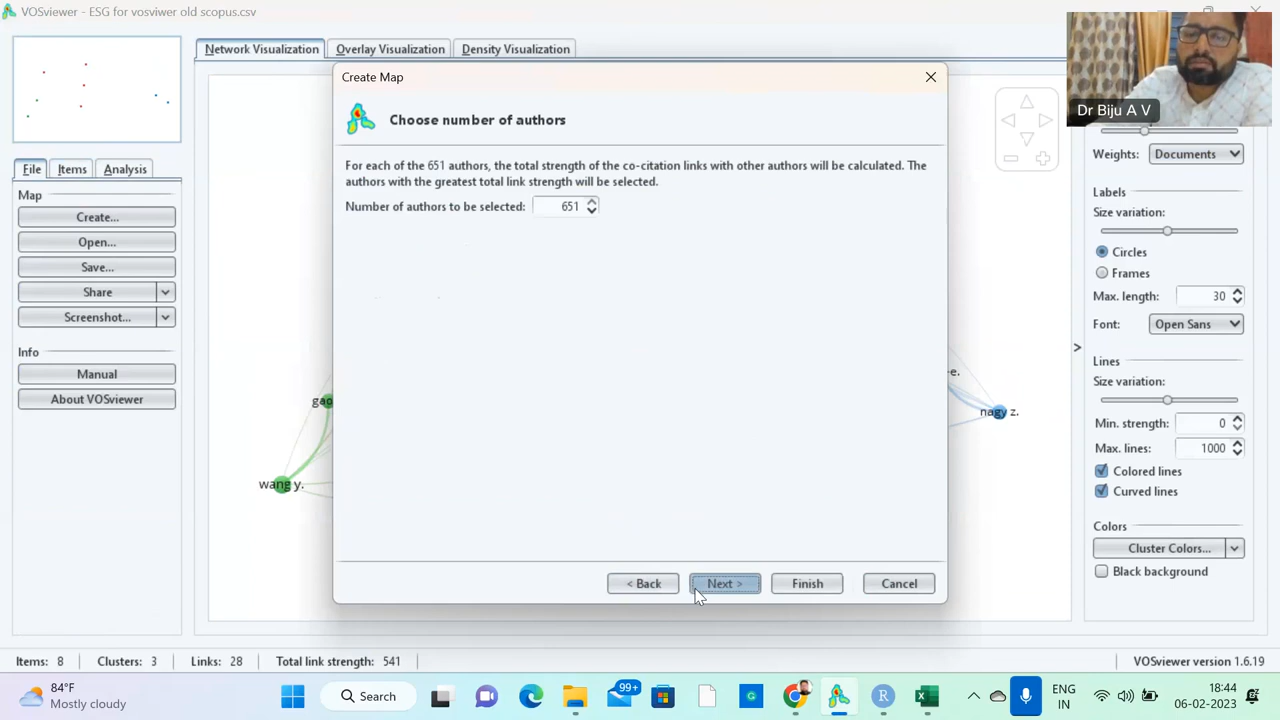 VOSviewer - ESG for vosviwer old scopus.csv
Network Visualization
Overlay Visualization
Density Visualization
Dr Biju A V
File
Items
Analysis
Map
Create...
Open...
Save...
Share
Screenshot...
Info
Manual
About VOSviewer
Create Map
Choose number of authors
For each of the 651 authors, the total strength of the co-citation links with other authors will be calculated. The
authors with the greatest total link strength will be selected.
Number of authors to be selected: 651
< Back
Next >
Finish
Cancel
gao
wang y.
e.
nagy z.
Weights: Documents
Labels
Size variation:
Circles
Frames
Max. length: 30
Font: Open Sans
>
Lines
Size variation:
Min. strength: 0
Max. lines: 1000
Colored lines
Curved lines
Colors
Cluster Colors...
Black background
Items: 8 Clusters: 3 Links: 28 Total link strength: 541
VOSviewer version 1.6.19
84°F
Mostly cloudy
Search
99+
G
R
ENG
IN
18:44
06-02-2023